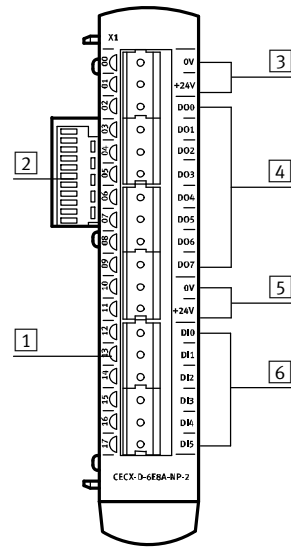 X1
00 0V 3
01 +24V
02 DO0
03 DO1
04 DO2
2 05 DO3 4
06 DO4
07 DO5
08 DO6
09 DO7
10 0V 5
11 +24V
12 DI0
1 13 DI1
14 DI2 6
15 DI3
16 DI4
17 DI5
CECX-D-6E8A-NP-2